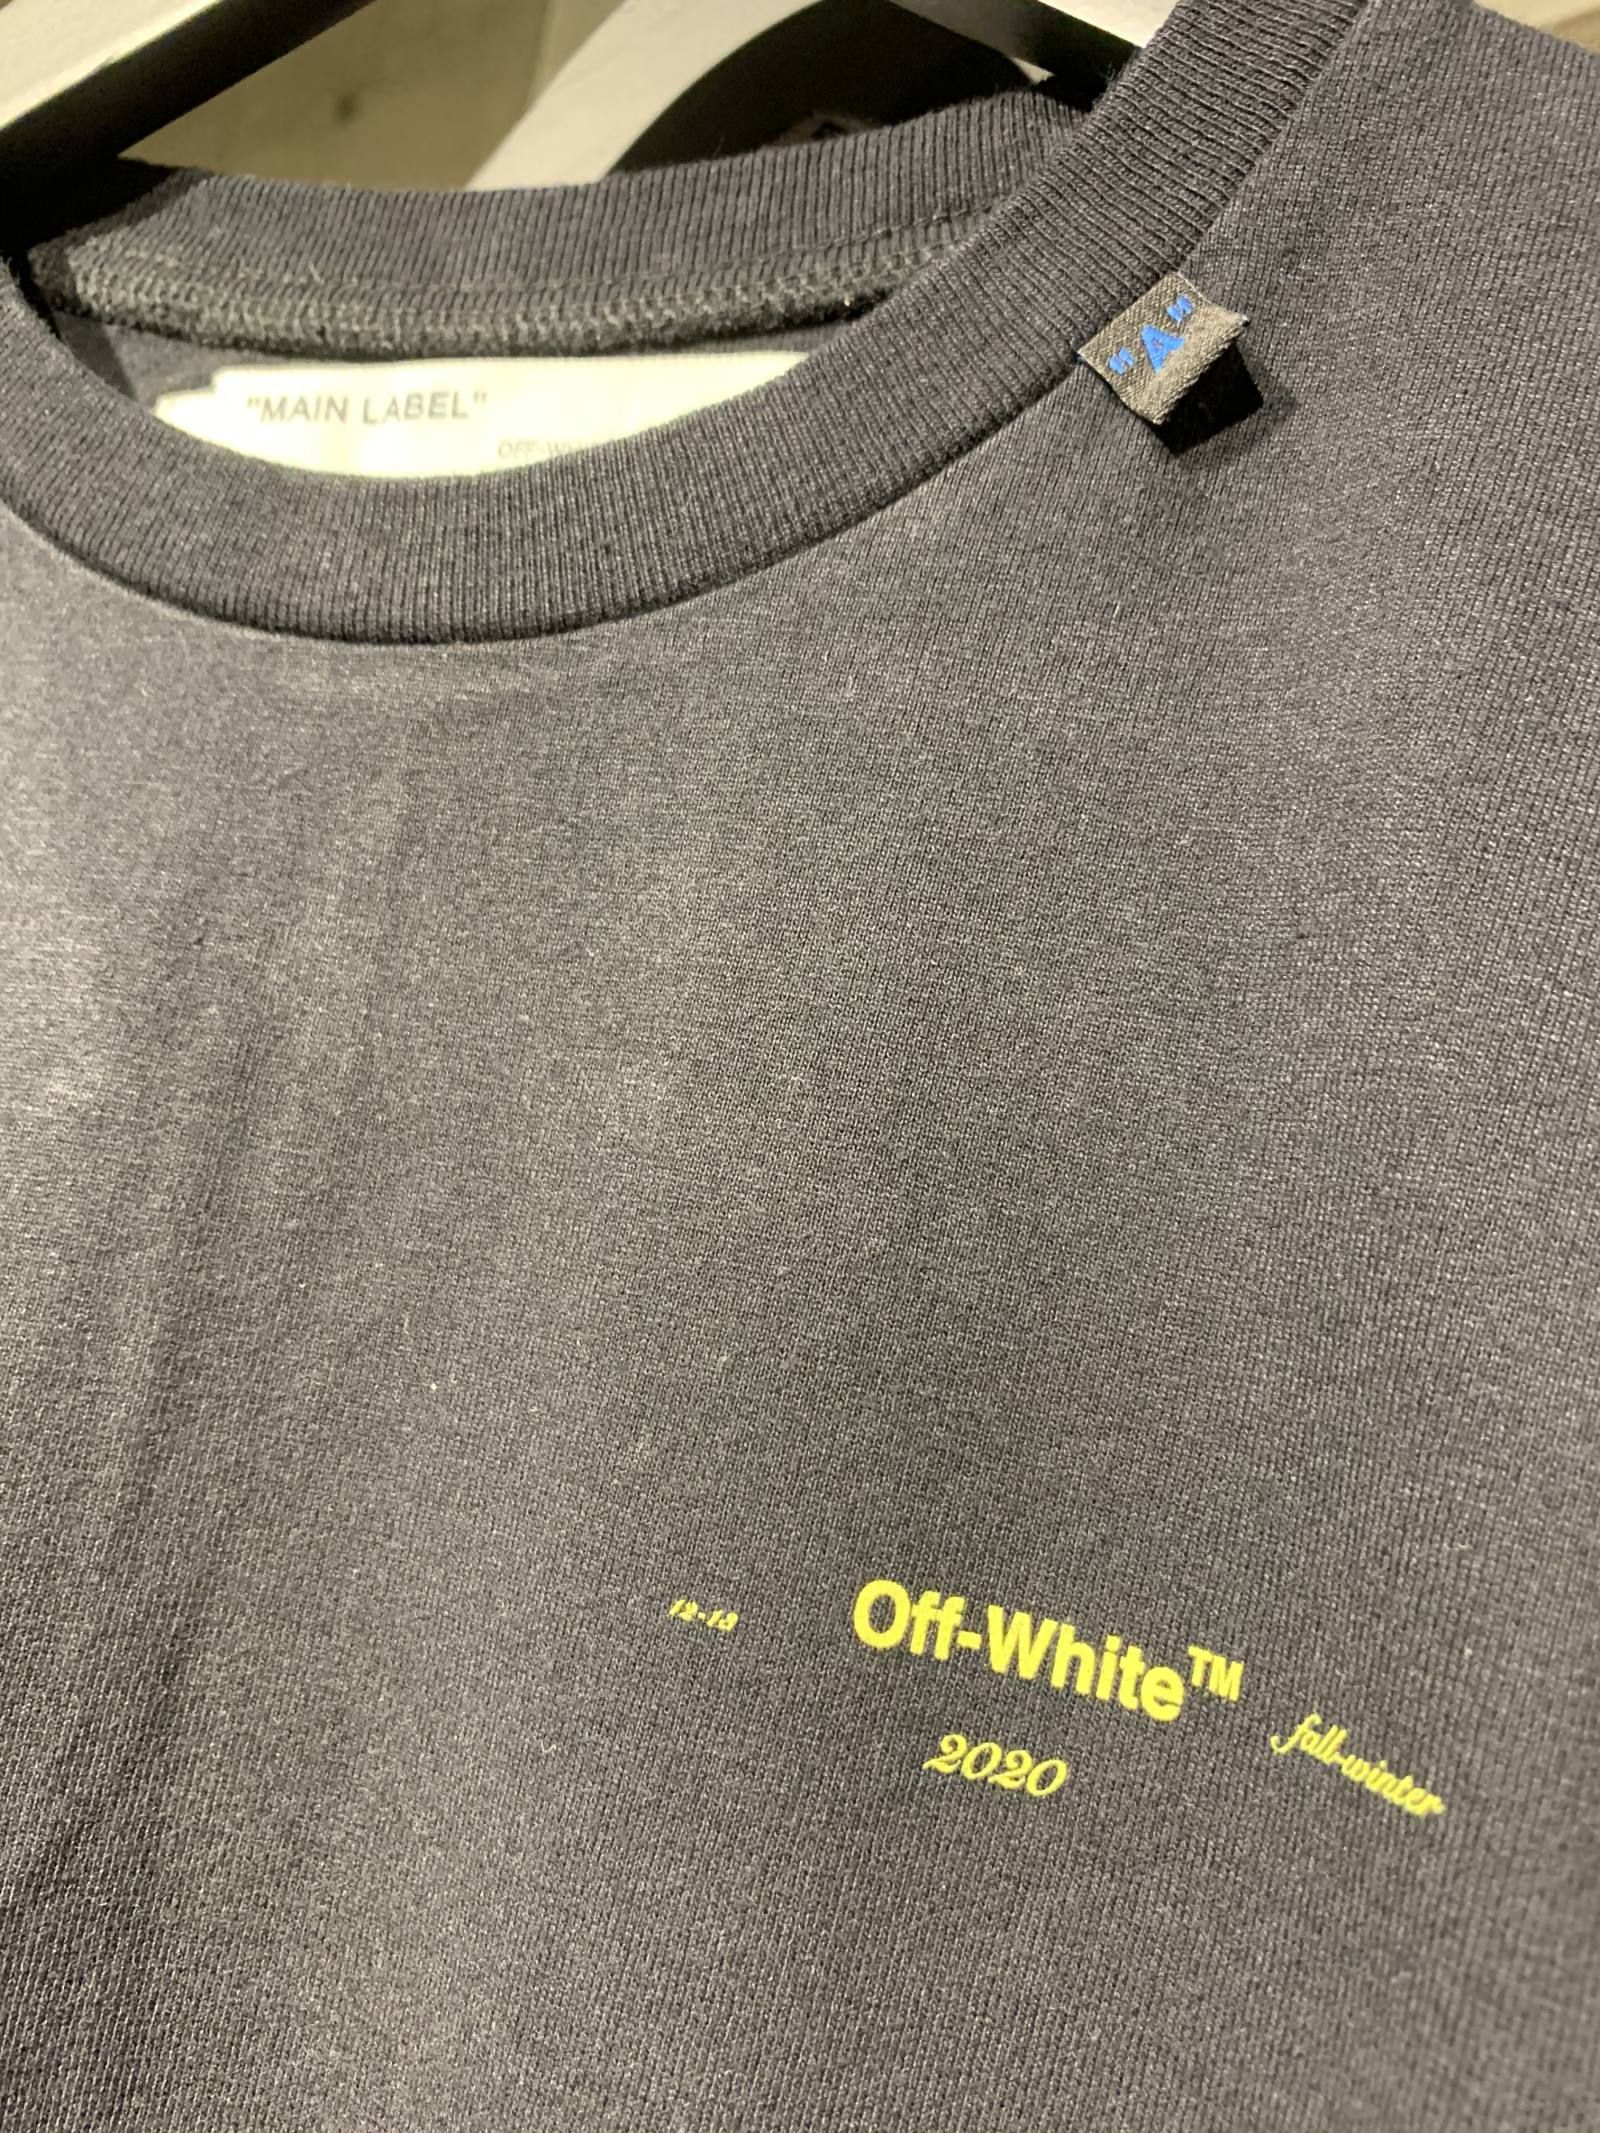 "MAIN LABEL"
"A"
12-13
Off-White™
fall-winter
2020